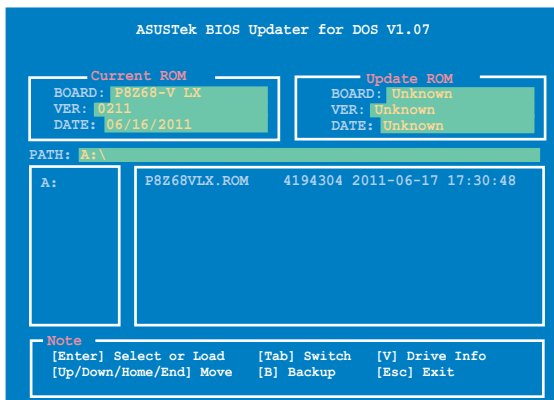 ASUSTek BIOS Updater for DOS V1.07
Current ROM
BOARD: P8Z68-V LX
VER: 0211
DATE: 06/16/2011
Update ROM
BOARD: Unknown
VER: Unknown
DATE: Unknown
PATH: A:\
A:
P8Z68VLX.ROM 4194304 2011-06-17 17:30:48
Note
[Enter] Select or Load [Tab] Switch [V] Drive Info
[Up/Down/Home/End] Move [B] Backup [Esc] Exit